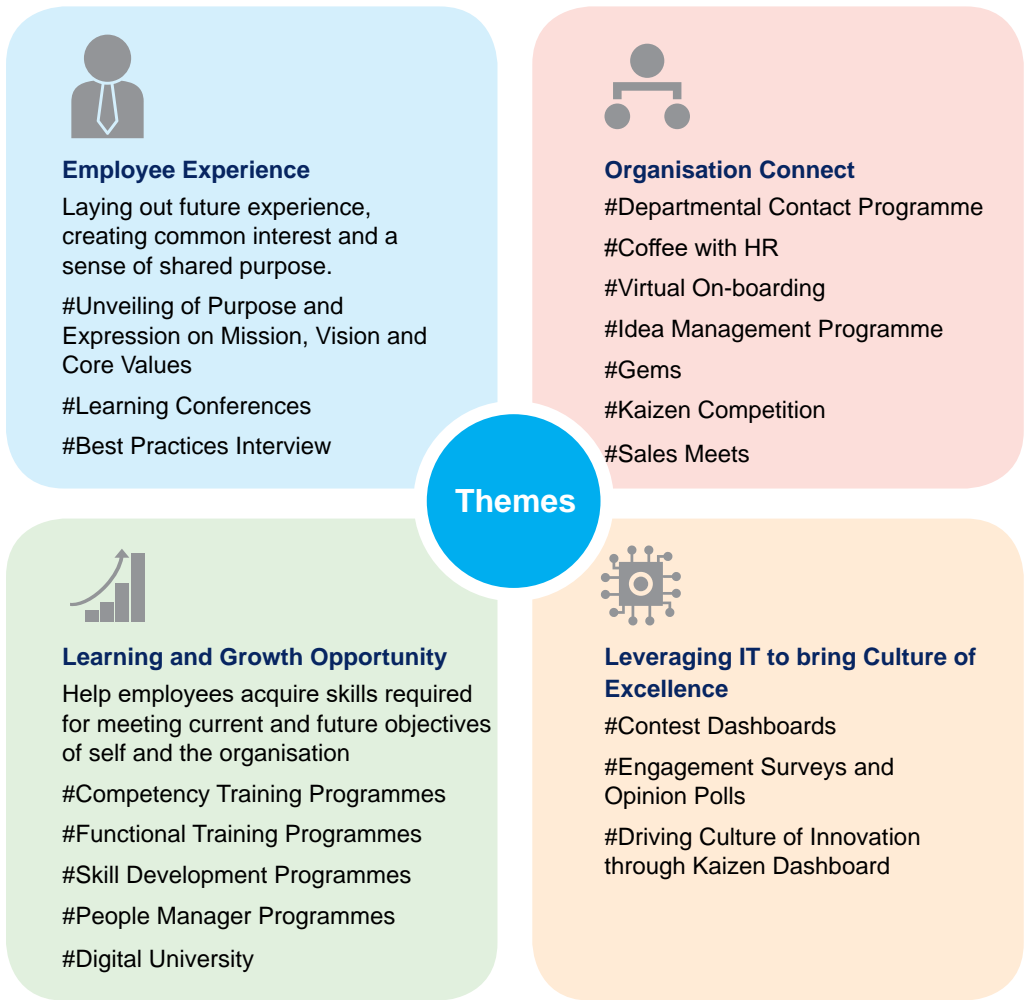 Employee Experience
Laying out future experience,
creating common interest and a
sense of shared purpose.
#Unveiling of Purpose and
Expression on Mission, Vision and
Core Values
#Learning Conferences
#Best Practices Interview
Organisation Connect
#Departmental Contact Programme
#Coffee with HR
#Virtual On-boarding
#Idea Management Programme
#Gems
#Kaizen Competition
#Sales Meets
Themes
Learning and Growth Opportunity
Help employees acquire skills required
for meeting current and future objectives
of self and the organisation
#Competency Training Programmes
#Functional Training Programmes
#Skill Development Programmes
#People Manager Programmes
#Digital University
Leveraging IT to bring Culture of
Excellence
#Contest Dashboards
#Engagement Surveys and
Opinion Polls
#Driving Culture of Innovation
through Kaizen Dashboard